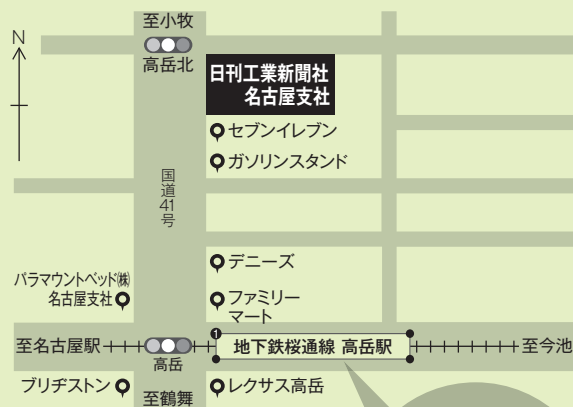 至小牧
N
高岳北
日刊工業新聞社
名古屋支社
セブンイレブン
ガソリンスタンド
国道41号
デニーズ
パラマウントベッド㈱
名古屋支社
ファミリー
マート
1
至名古屋駅
地下鉄桜通線 高岳駅
至今池
高岳
ブリヂストン
至鶴舞
レクサス高岳